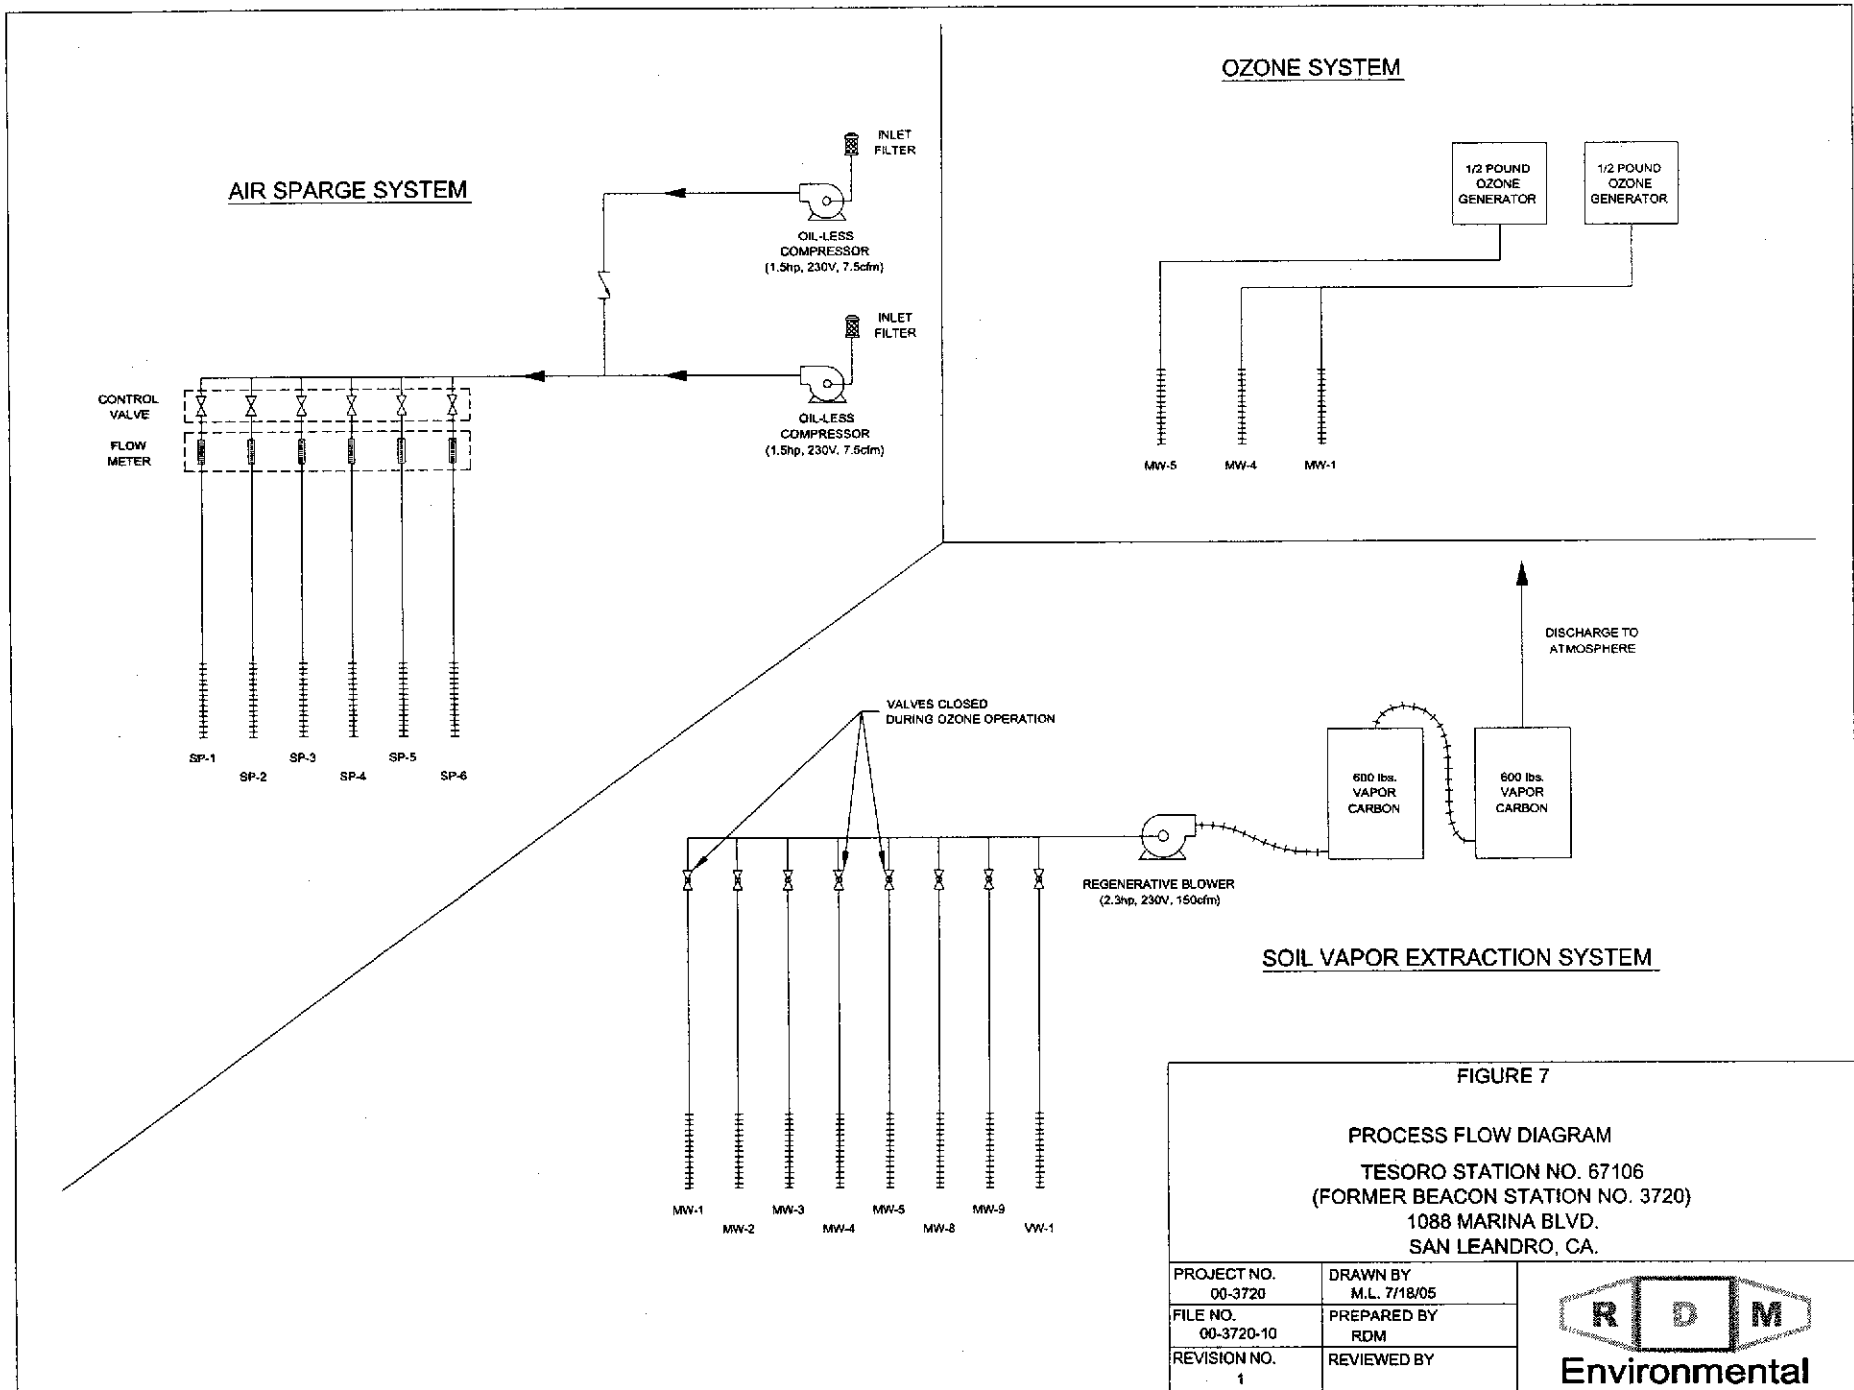 AIR SPARGE SYSTEM
INLET
FILTER
OIL-LESS
COMPRESSOR
(1.5hp, 230V, 7.5cfm)
INLET
FILTER
OIL-LESS
COMPRESSOR
(1.5hp, 230V, 7.5cfm)
CONTROL
VALVE
FLOW
METER
SP-1
SP-2
SP-3
SP-4
SP-5
SP-6
OZONE SYSTEM
1/2 POUND
OZONE
GENERATOR
1/2 POUND
OZONE
GENERATOR
MW-5
MW-4
MW-1
DISCHARGE TO
ATMOSPHERE
VALVES CLOSED
DURING OZONE OPERATION
600 lbs.
VAPOR
CARBON
600 lbs.
VAPOR
CARBON
REGENERATIVE BLOWER
(2.3hp, 230V, 150cfm)
SOIL VAPOR EXTRACTION SYSTEM
MW-1
MW-2
MW-3
MW-4
MW-5
MW-8
MW-9
VW-1
FIGURE 7
PROCESS FLOW DIAGRAM
TESORO STATION NO. 67106
(FORMER BEACON STATION NO. 3720)
1088 MARINA BLVD.
SAN LEANDRO, CA.
PROJECT NO.
00-3720
DRAWN BY
M.L. 7/18/05
FILE NO.
00-3720-10
PREPARED BY
RDM
REVISION NO.
1
REVIEWED BY
R D M
Environmental